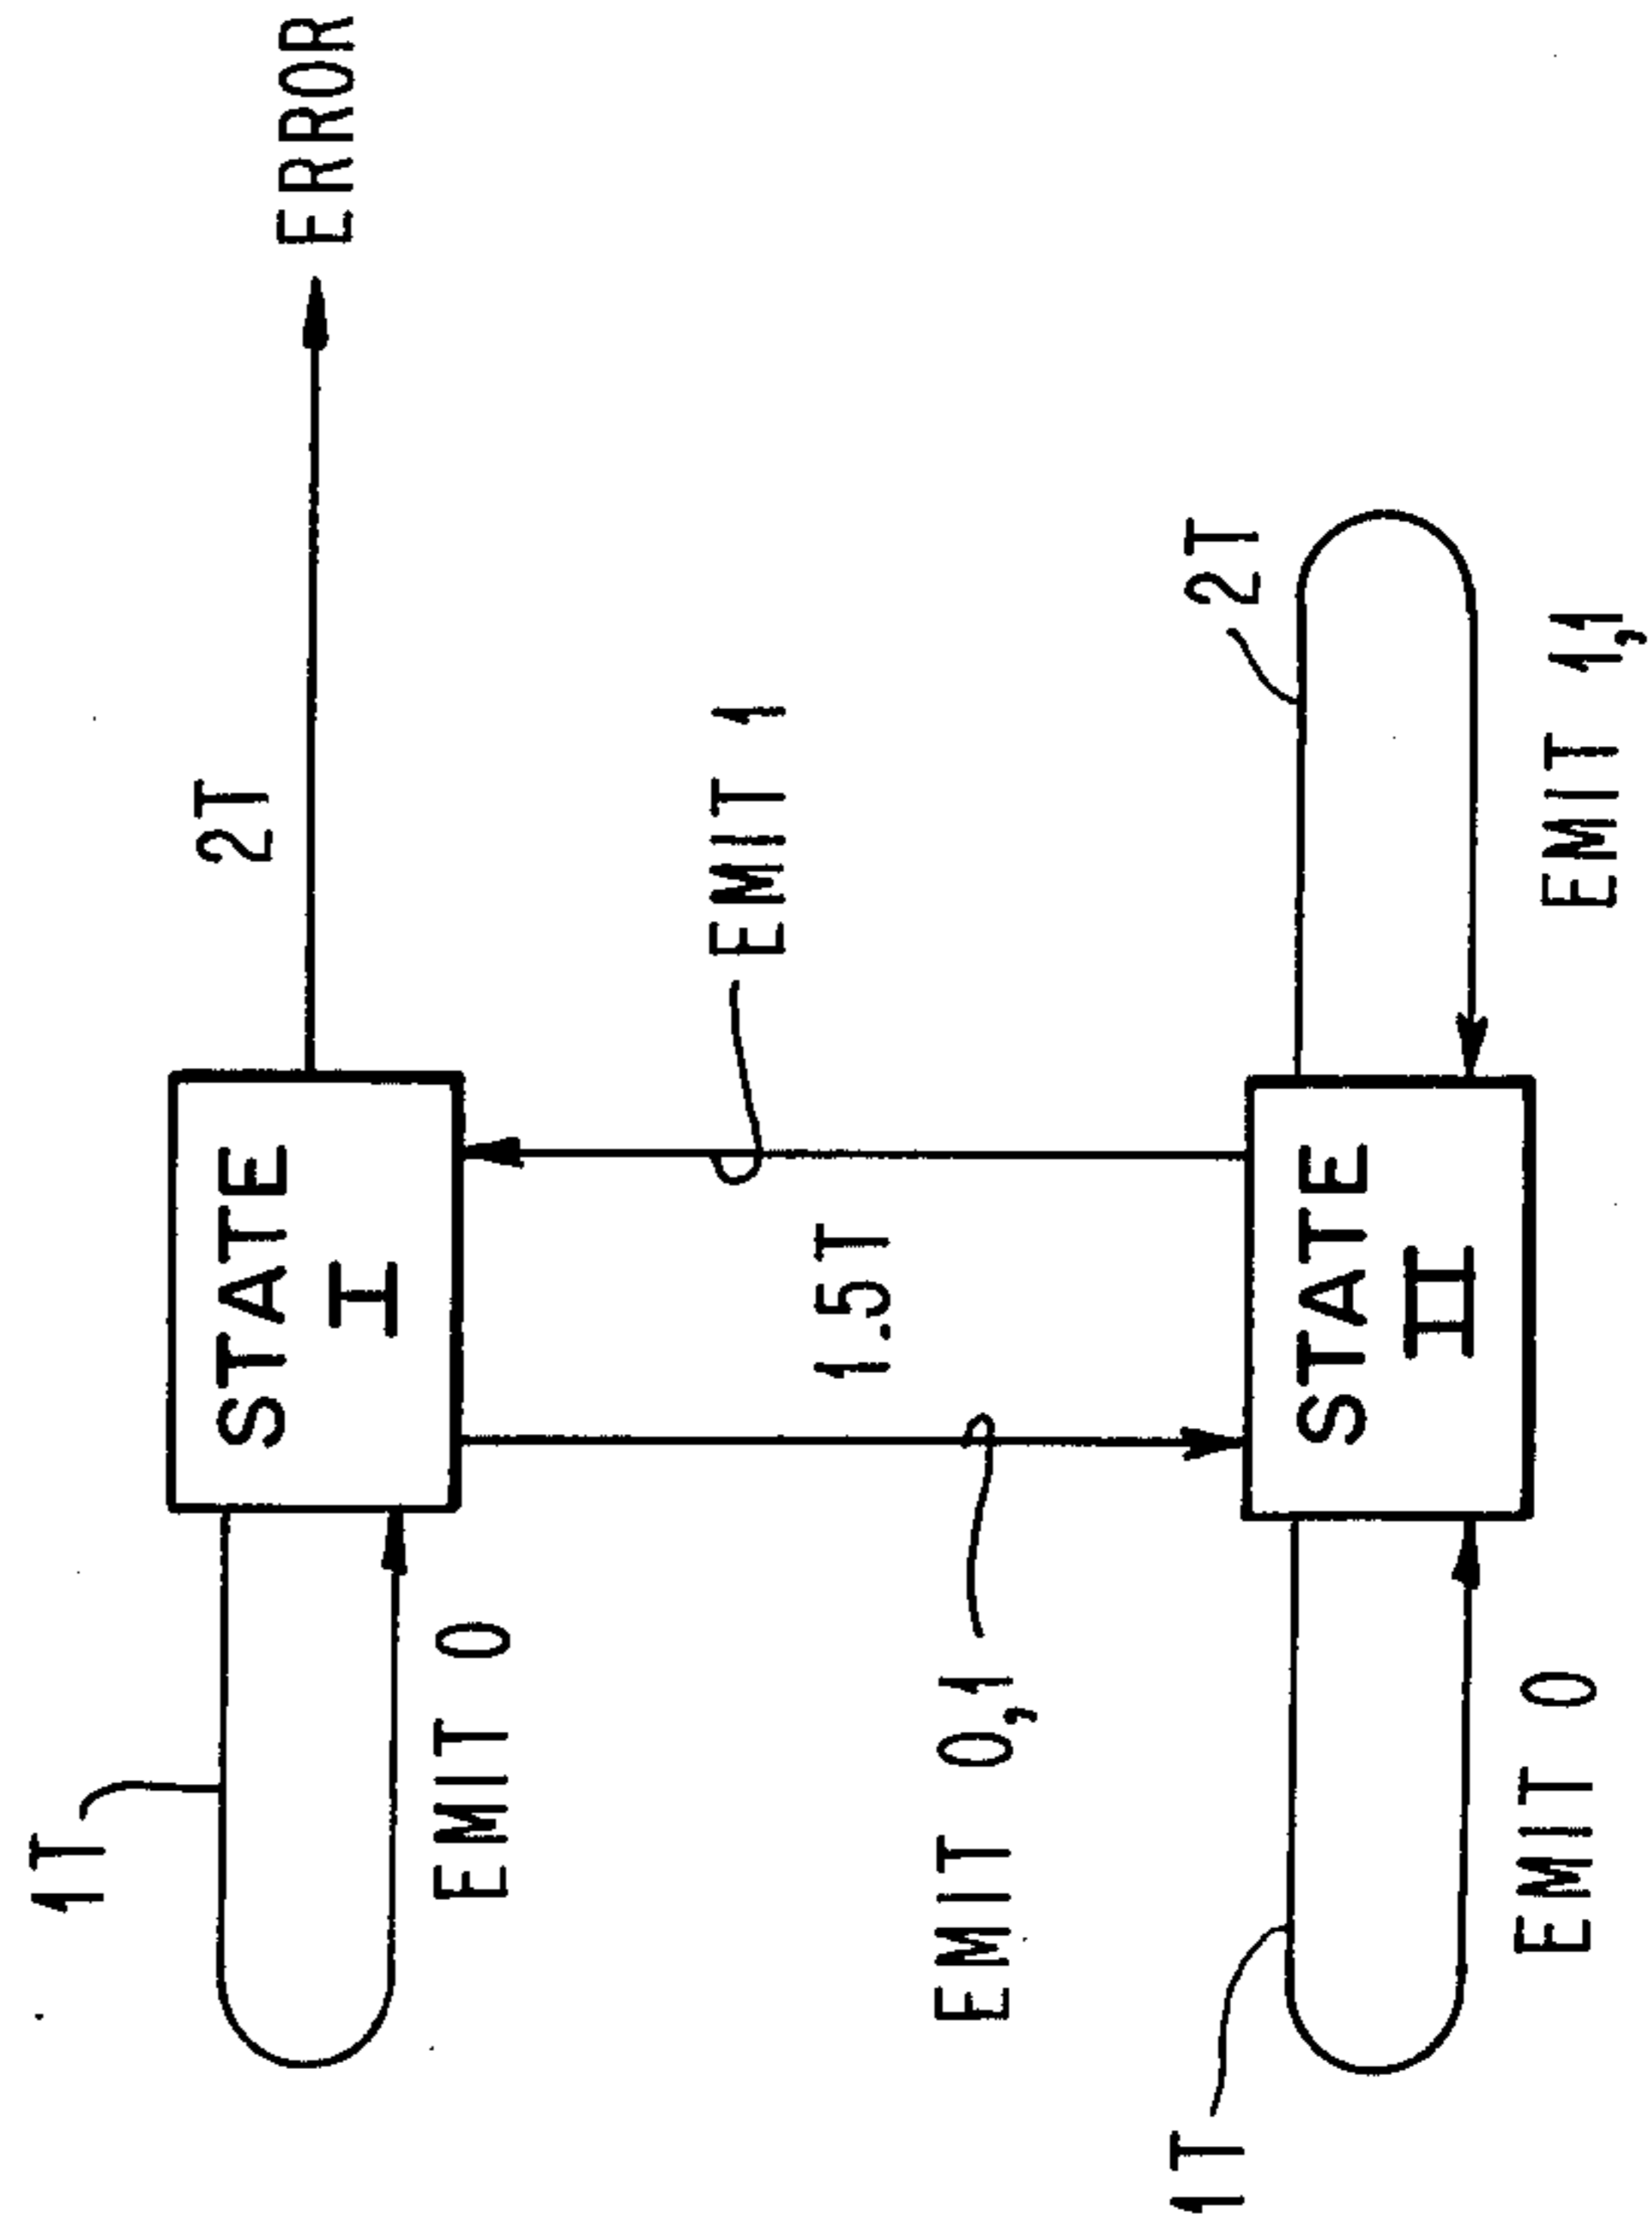 1T
2T
STATE
I
ERROR
EMIT 0
EMIT 1
1.5T
EMIT 0,1
1T
2T
STATE
II
EMIT 0
EMIT 1,1